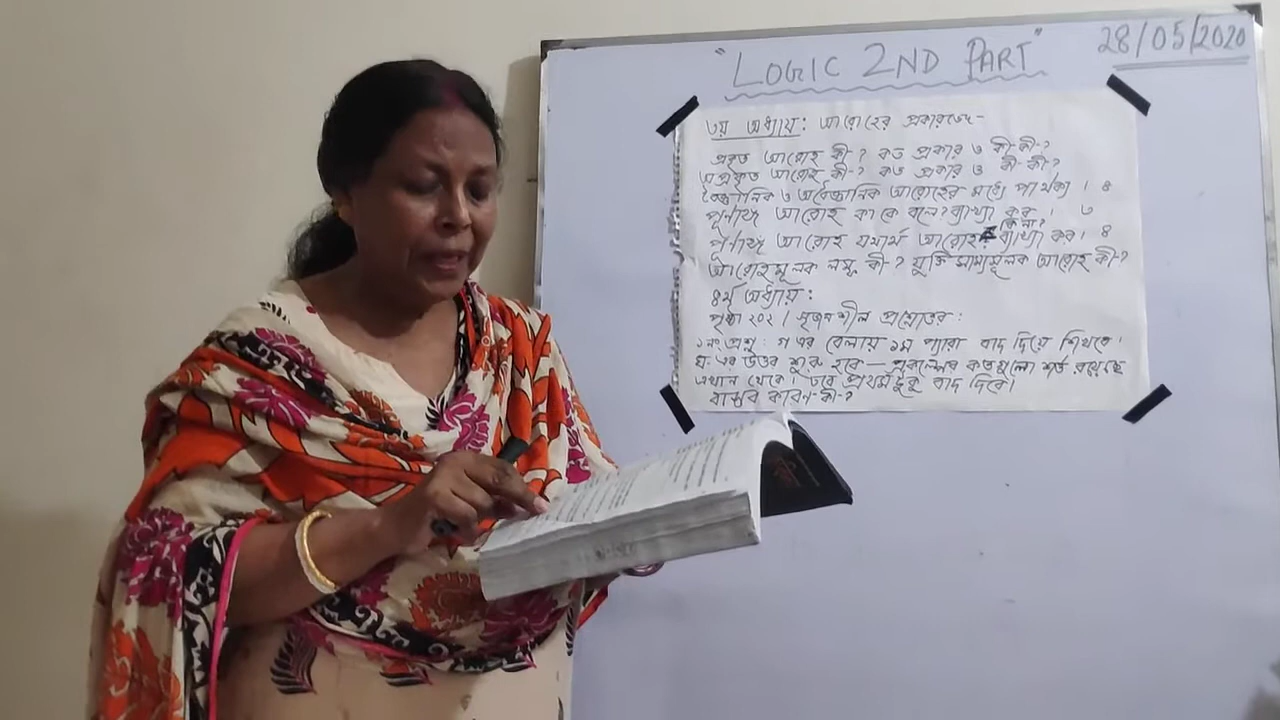 "LOGIC 2ND PART"
28/05/2020
৩য় অধ্যায়: আরোহের প্রকারভেদ-
প্রকৃত আরোহ কী-? কত প্রকার ও কী-কী-?
অপ্রকৃত আরোহ কী-? কত প্রকার ও কী-কী-?
বৈজ্ঞানিক ও অবৈজ্ঞানিক আরোহের মধ্যে পার্থক্য । ৪
পূর্ণাঙ্গ আরোহ কাকে বলে? ব্যাখ্যা কর । ৩
পূর্ণাঙ্গ আরোহ যথার্থ আরোহ কিনা? ব্যাখ্যা কর । ৪
আরোহমূলক লম্ফ কী-? যুক্তিসাম্যমূলক আরোহ কী-?
৪র্থ অধ্যায়:
পৃষ্ঠা ২০২ / সৃজনশীল প্রশ্নোত্তর:
১নং প্রশ্ন: গ এর বেলায় ১ম প্যারা বাদ দিয়ে শিখবে ।
ঘ- এর উত্তর শুরু হবে — প্রকল্পের কতগুলো শর্ত রয়েছে
এখান থেকে । তবে প্রথমটুকু বাদ দিবে ।
বাস্তব কারণ-কী-?